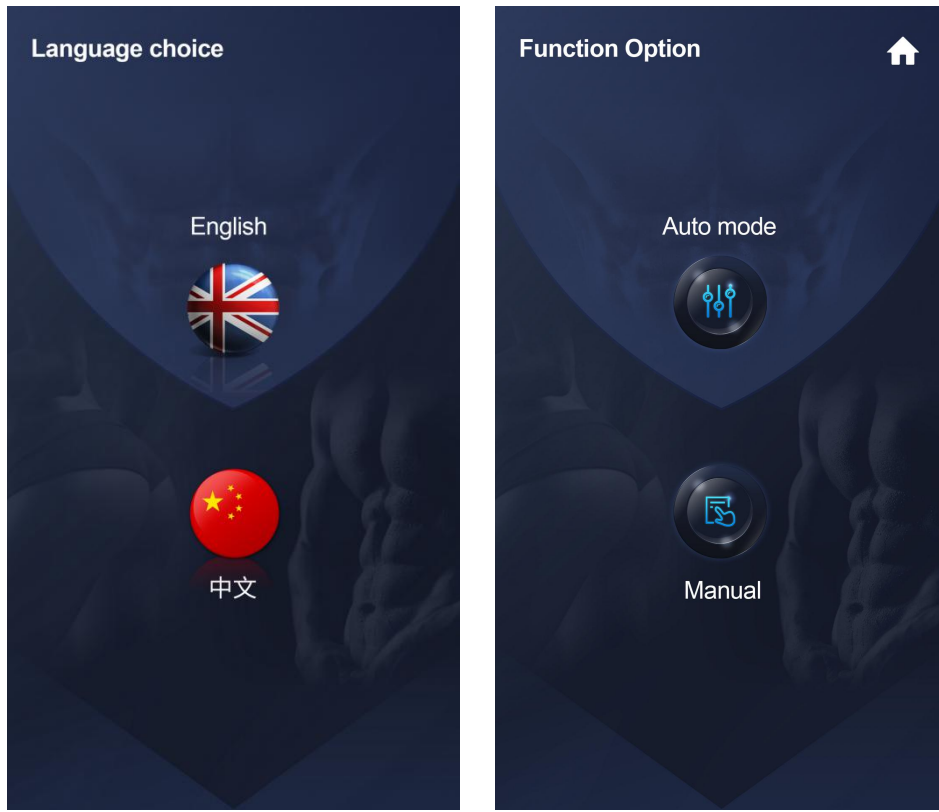 Language choice
English
中文
Function Option
Auto mode
Manual